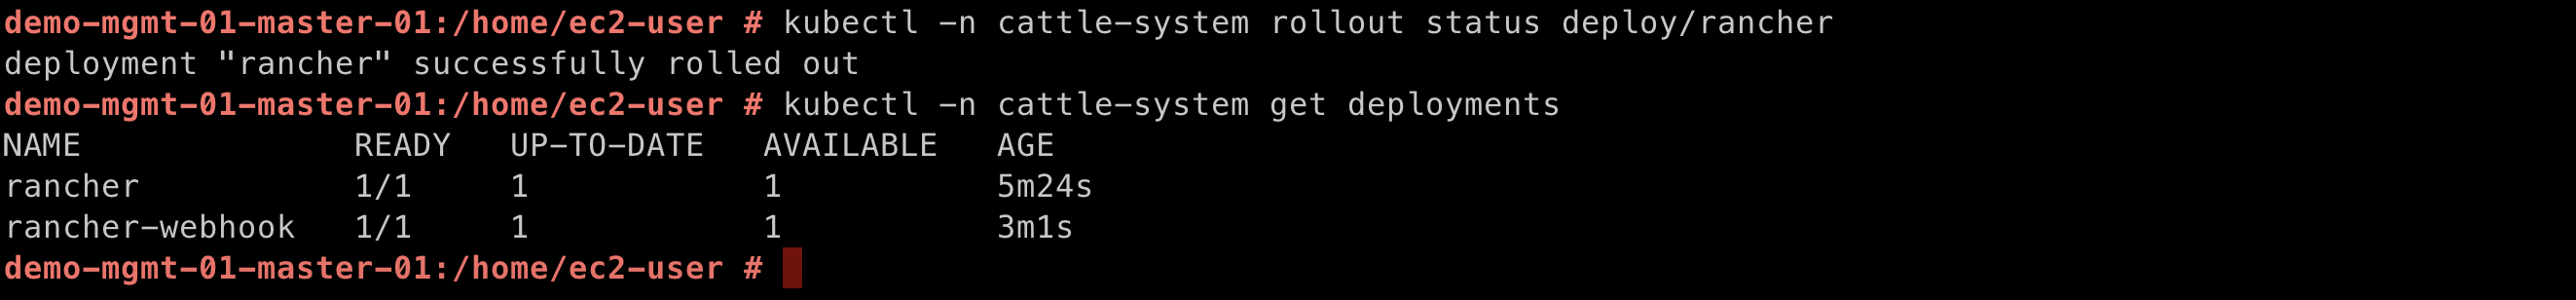 demo-mgmt-01-master-01:/home/ec2-user # kubectl -n cattle-system rollout status deploy/rancher
deployment "rancher" successfully rolled out
demo-mgmt-01-master-01:/home/ec2-user # kubectl -n cattle-system get deployments
NAME              READY   UP-TO-DATE   AVAILABLE   AGE
rancher           1/1     1            1           5m24s
rancher-webhook   1/1     1            1           3m1s
demo-mgmt-01-master-01:/home/ec2-user #